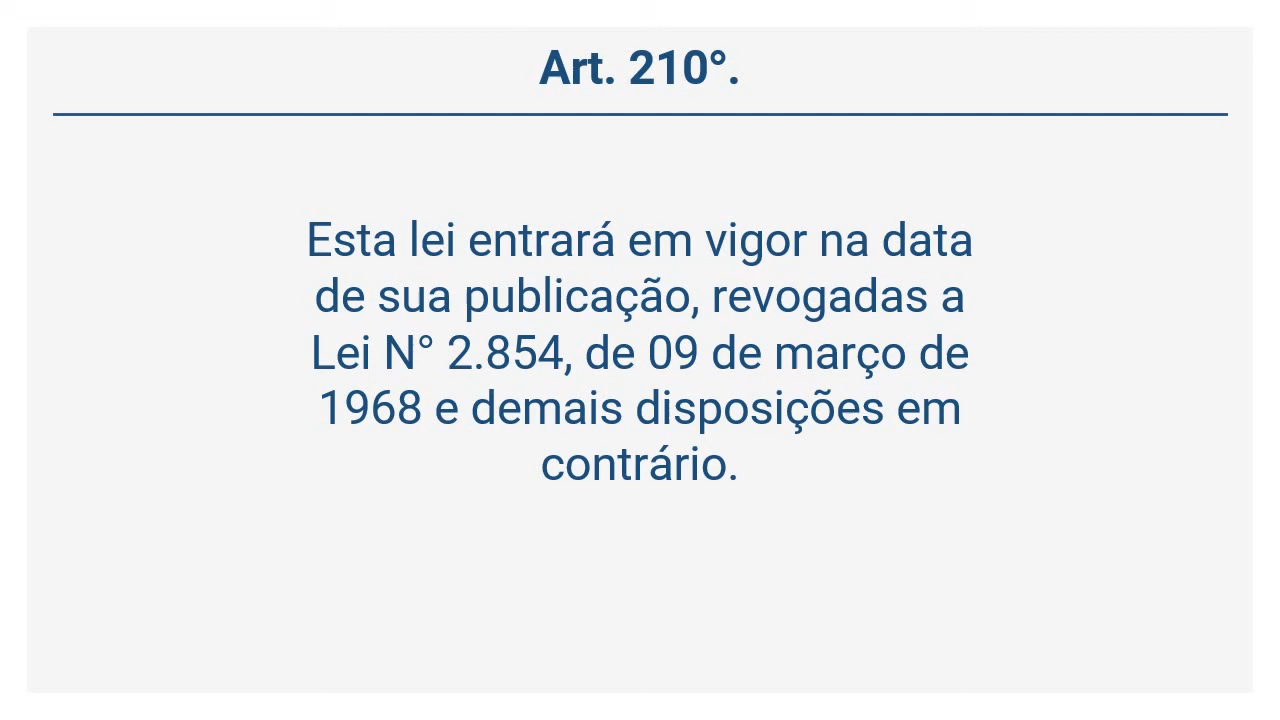 Art. 210°.
Esta lei entrará em vigor na data
de sua publicação, revogadas a
Lei N° 2.854, de 09 de março de
1968 e demais disposições em
contrário.